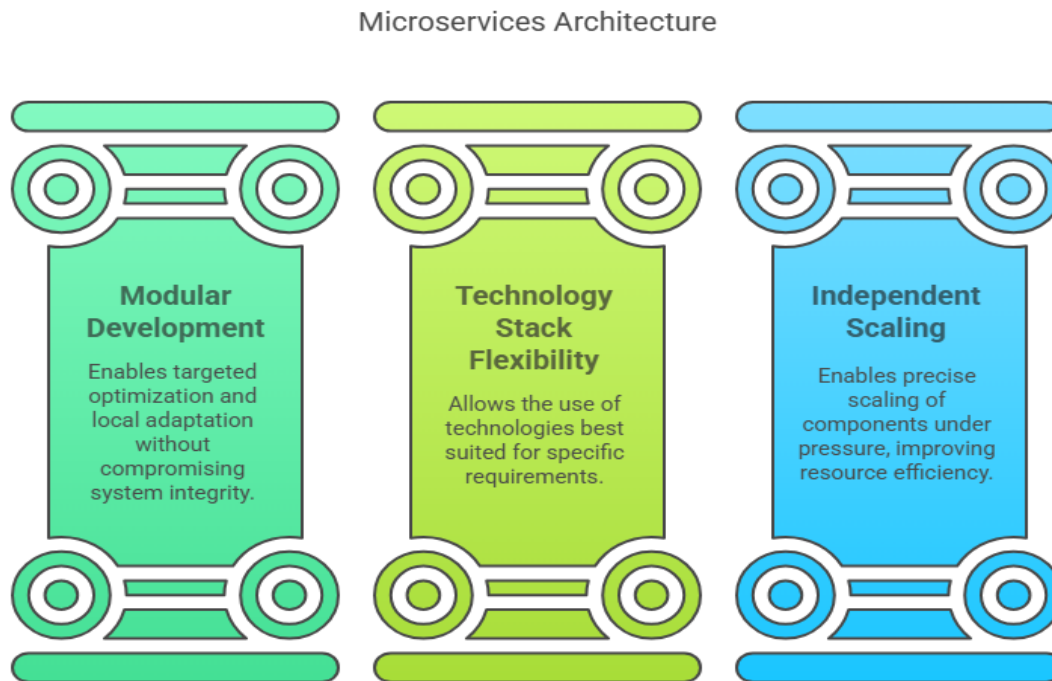 Microservices Architecture
Modular
Development
Enables targeted
optimization and
local adaptation
without
compromising
system integrity.
Technology
Stack
Flexibility
Allows the use of
technologies best
suited for specific
requirements.
Independent
Scaling
Enables precise
scaling of
components under
pressure, improving
resource efficiency.